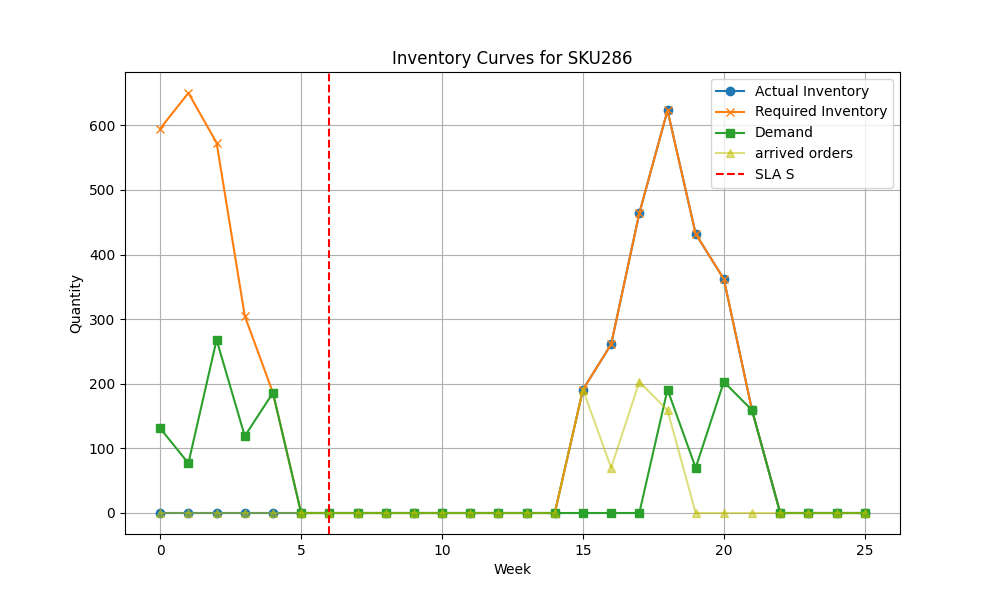 Inventory Curves for SKU286
Actual Inventory
Required Inventory
Demand
arrived orders
SLA S
Quantity
600
500
400
300
200
100
0
0 5 10 15 20 25
Week